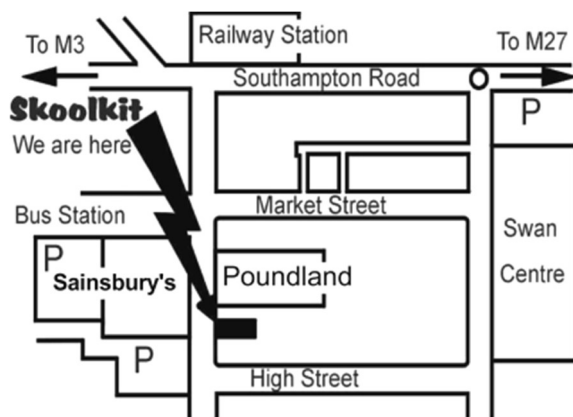 Railway Station
To M3
To M27
Southampton Road
Skoolkit
We are here
P
Market Street
Bus Station
Swan
Centre
P
Sainsbury's
Poundland
P
High Street